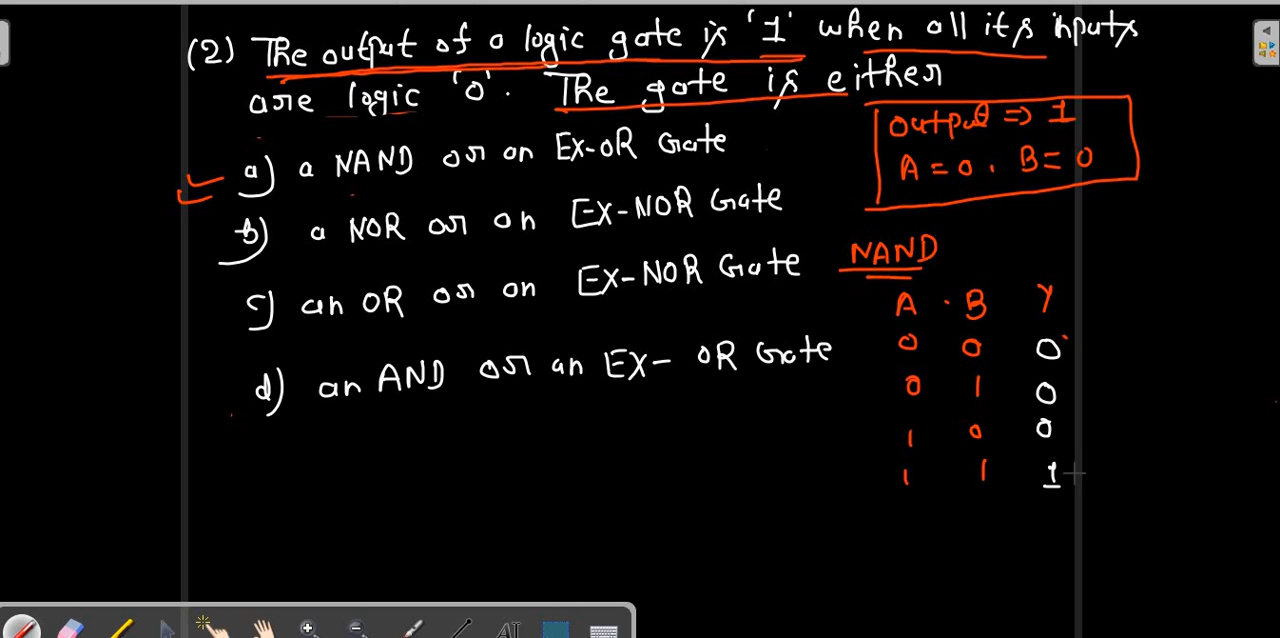 (2) The output of a logic gate is '1' when all its inputs
are logic '0'. The gate is either
a) a NAND or an EX-OR Gate
b) a NOR or an EX-NOR Gate
c) an OR or an EX-NOR Gate
d) an AND or an EX- OR Gate
Output => 1
A = 0 . B = 0
NAND
A . B Y
0 0 0
0 1 0
1 0 0
1 1 1